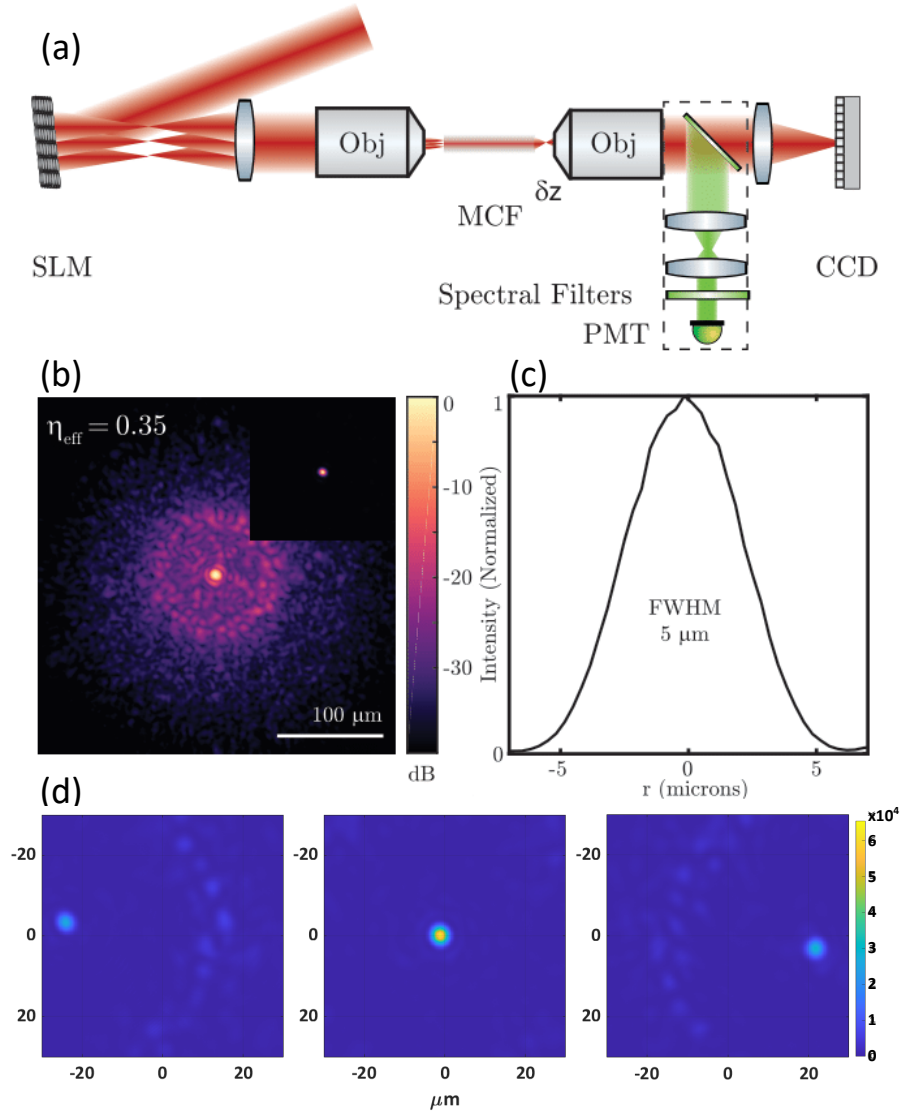 (a)
Obj
Obj
δz
MCF
SLM
CCD
Spectral Filters
PMT
(b)
η_eff = 0.35
100 μm
0
-10
-20
-30
dB
(c)
Intensity (Normalized)
1
0
FWHM
5 μm
-5 0 5
r (microns)
(d)
-20
0
20
-20 0 20
-20
0
20
-20 0 20
μm
-20
0
20
-20 0 20
x10⁴
6
5
4
3
2
1
0